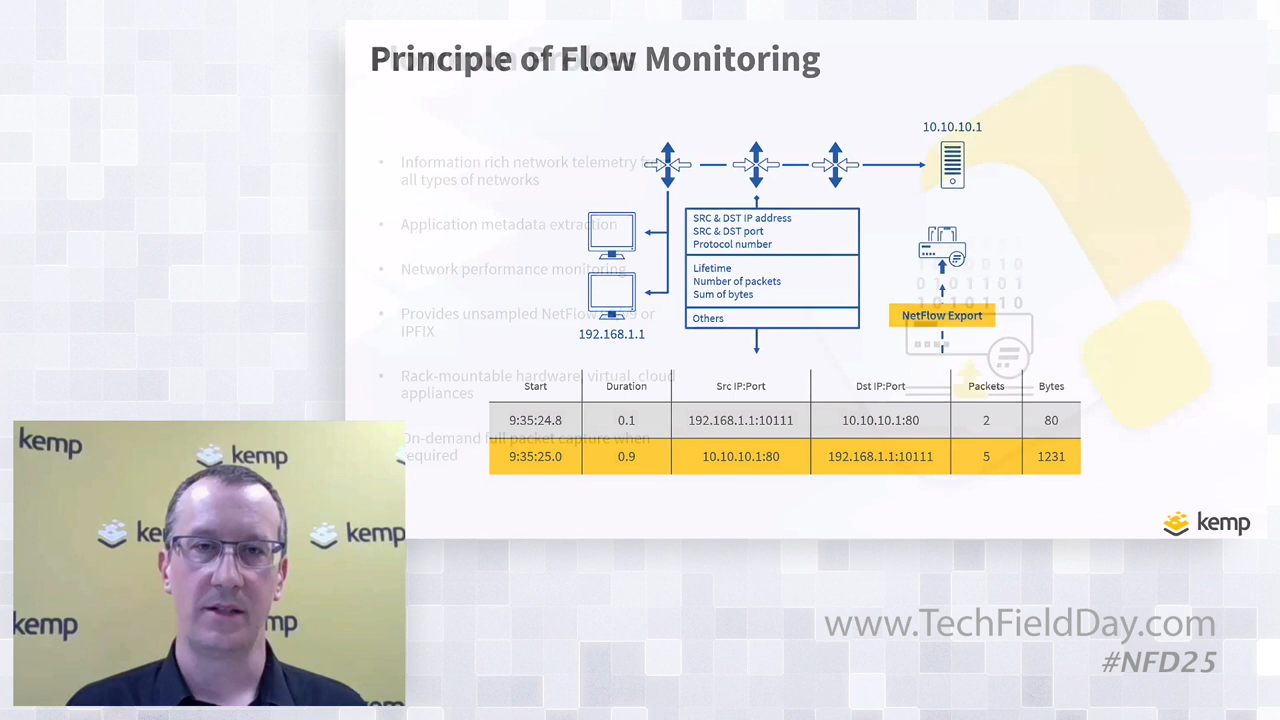 Principle of Flow Monitoring
10.10.10.1
Information rich network telemetry
all types of networks
Application metadata extraction
Network performance monitoring
Provides unsampled NetFlow or
IPFIX
Rack-mountable hardware, virtual, cloud
appliances
On-demand full packet capture when
required
SRC & DST IP address
SRC & DST port
Protocol number
Lifetime
Number of packets
Sum of bytes
Others
192.168.1.1
NetFlow Export
Start Duration Src IP:Port Dst IP:Port Packets Bytes
9:35:24.8 0.1 192.168.1.1:10111 10.10.10.1:80 2 80
9:35:25.0 0.9 10.10.10.1:80 192.168.1.1:10111 5 1231
kemp
kemp
kemp
kemp
kemp
www.TechFieldDay.com
#NFD25